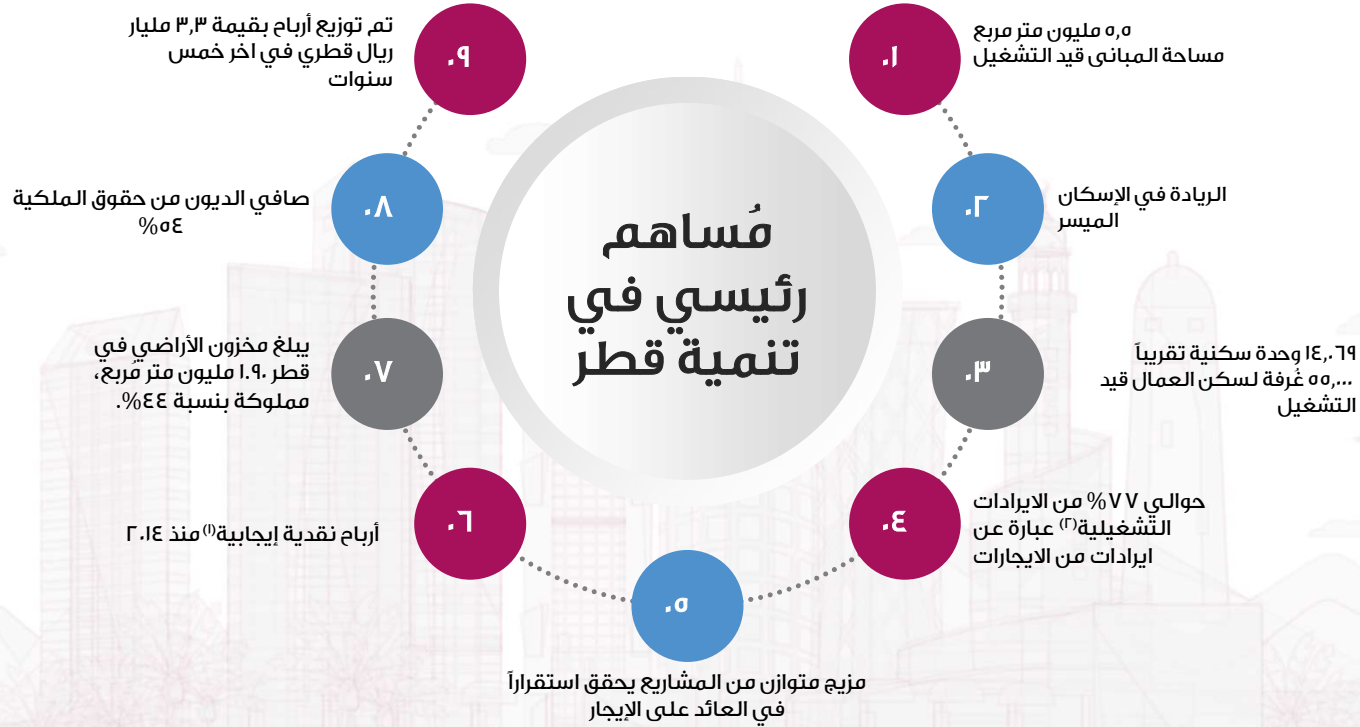 مُساهم
رئيسي في
تنمية قطر
.١
٥,٥ مليون متر مربع
مساحة المبانى قيد التشغيل
.٢
الريادة في الإسكان
الميسر
.٣
١٤,٠٦٩ وحدة سكنية تقريباً
٥٥,٠٠٠ غُرفة لسكن العمال قيد
التشغيل
.٤
حوالي ٧٧% من الايرادات
التشغيلية(٢) عبارة عن
ايرادات من الايجارات
.٥
مزيج متوازن من المشاريع يحقق استقراراً
في العائد على الإيجار
.٦
أرباح نقدية إيجابية(١) منذ ٢٠١٤
.٧
يبلغ مخزون الأراضي في
قطر ١.٩٠ مليون متر مُربع،
مملوكة بنسبة ٤٤%.
.٨
صافي الديون من حقوق الملكية
٥٤%
.٩
تم توزيع أرباح بقيمة ٣,٣ مليار
ريال قطري في اخر خمس
سنوات